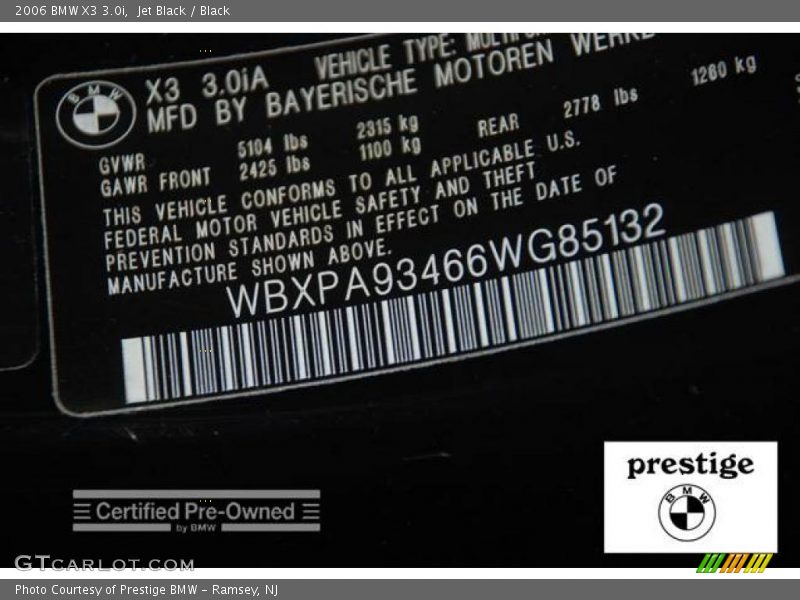 2006 BMW X3 3.0i, Jet Black / Black
BMW
X3 3.0iA VEHICLE TYPE:
MFD BY BAYERISCHE MOTOREN WERKE
GVWR 5104 lbs 2315 kg
GAWR FRONT 2425 lbs 1100 kg REAR 2778 lbs 1260 kg
THIS VEHICLE CONFORMS TO ALL APPLICABLE U.S.
FEDERAL MOTOR VEHICLE SAFETY AND THEFT
PREVENTION STANDARDS IN EFFECT ON THE DATE OF
MANUFACTURE SHOWN ABOVE.
WBXPA93466WG85132
Certified Pre-Owned
by BMW
prestige
BMW
GTCARLOT.COM
Photo Courtesy of Prestige BMW - Ramsey, NJ